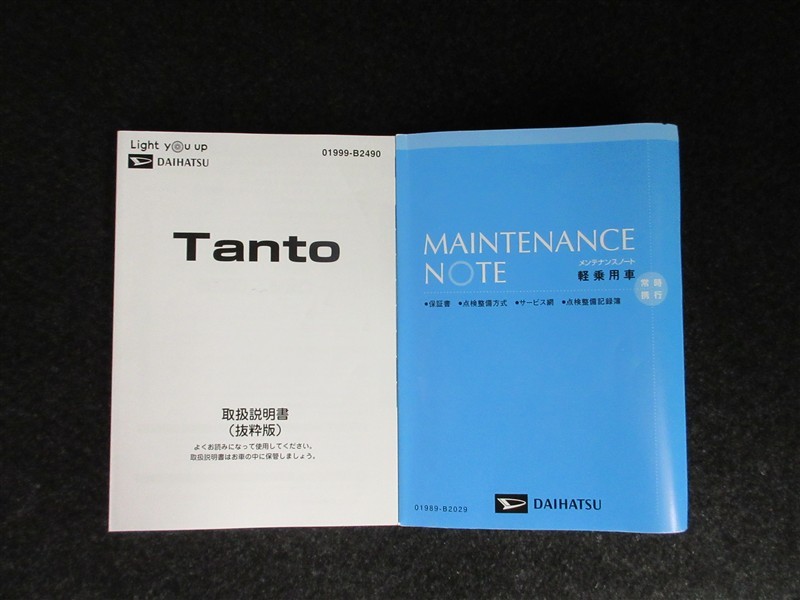 Light you up
DAIHATSU
01999-B2490
Tanto
取扱説明書
（抜粋版）
よくお読みになって使用してください。
取扱説明書はお車の中に保管しましょう。
MAINTENANCE
NOTE
メンテナンスノート
軽乗用車
常時
携行
●保証書 ●点検整備方式 ●サービス網 ●点検整備記録簿
01989-B2029
DAIHATSU